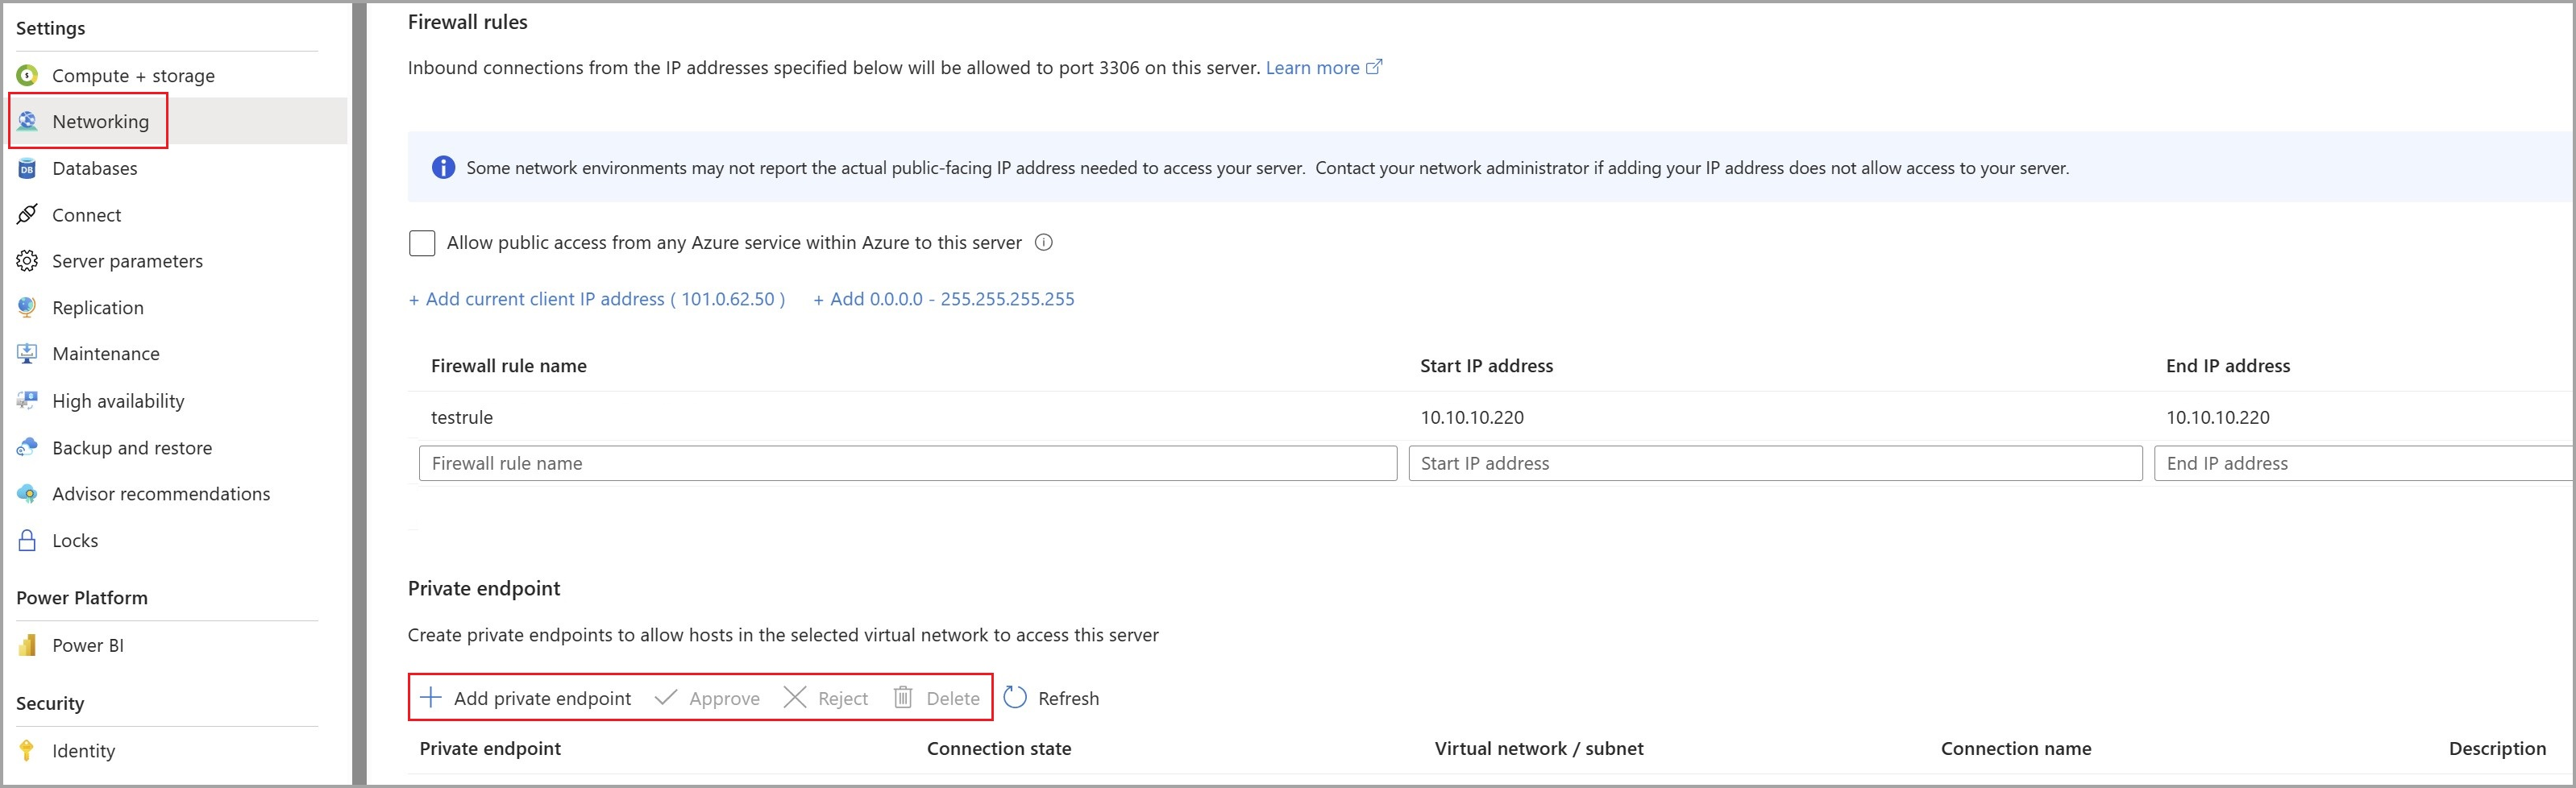 Settings
Compute + storage
Networking
DB
Databases
Connect
Server parameters
Replication
Maintenance
High availability
Backup and restore
Advisor recommendations
Locks
Power Platform
Power BI
Security
Identity
Firewall rules
Inbound connections from the IP addresses specified below will be allowed to port 3306 on this server. Learn more
Some network environments may not report the actual public-facing IP address needed to access your server. Contact your network administrator if adding your IP address does not allow access to your server.
Allow public access from any Azure service within Azure to this server
+ Add current client IP address ( 101.0.62.50 ) + Add 0.0.0.0 - 255.255.255.255
Firewall rule name Start IP address End IP address
testrule 10.10.10.220 10.10.10.220
Firewall rule name Start IP address End IP address
Private endpoint
Create private endpoints to allow hosts in the selected virtual network to access this server
Add private endpoint Approve Reject Delete Refresh
Private endpoint Connection state Virtual network / subnet Connection name Description